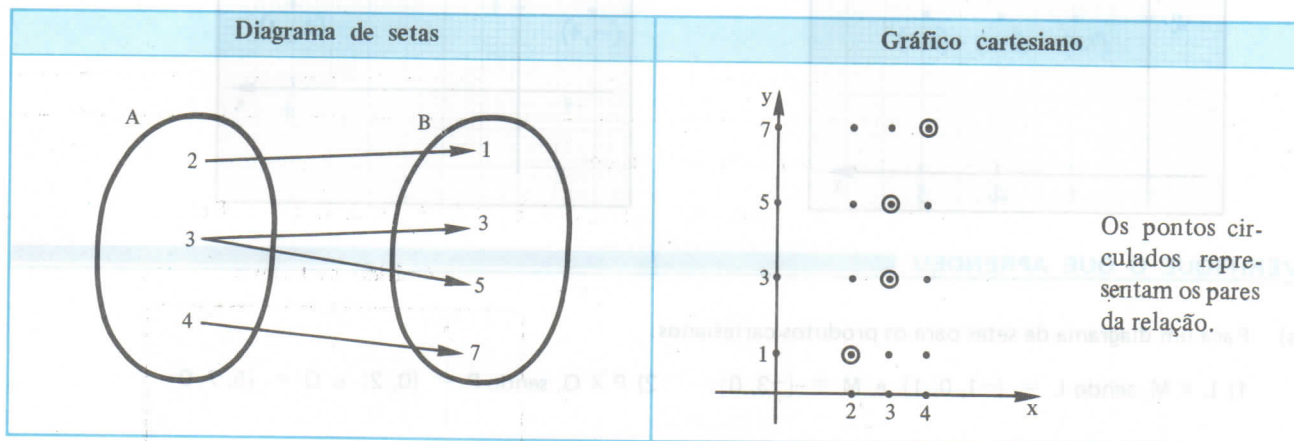 Diagrama de setas
Gráfico cartesiano
A
B
2
1
3
3
5
4
7
y
7
5
3
1
2 3 4
x
Os pontos cir-
culados repre-
sentam os pares
da relação.